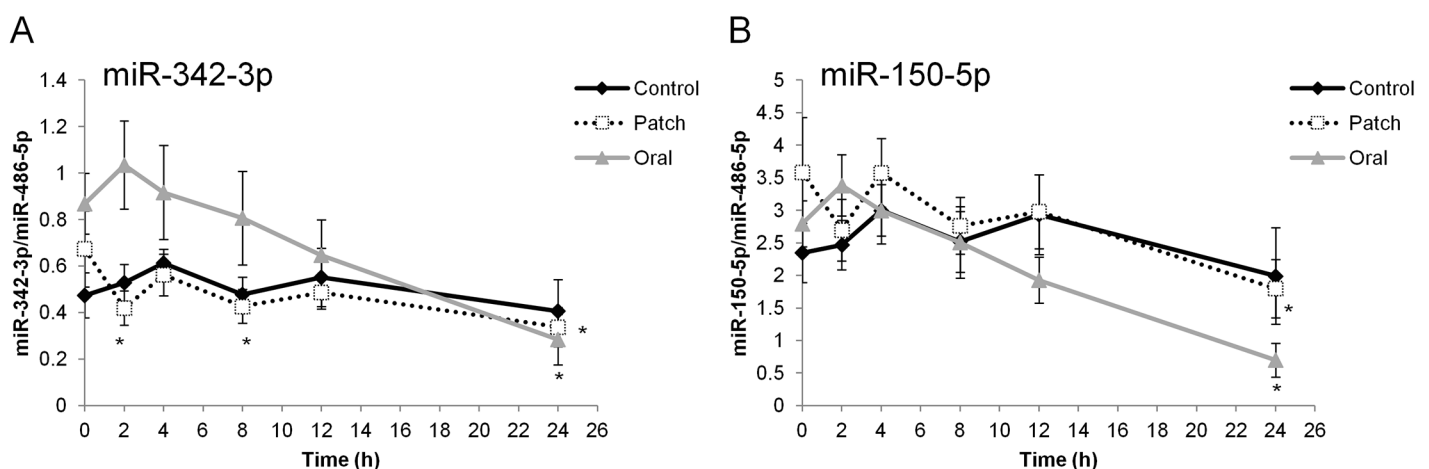 A
miR-342-3p
miR-342-3p/miR-486-5p
1.4
1.2
1
0.8
0.6
0.4
0.2
0
*
*
*
*
0 2 4 6 8 10 12 14 16 18 20 22 24 26
Time (h)
Control
Patch
Oral
B
miR-150-5p
miR-150-5p/miR-486-5p
5
4.5
4
3.5
3
2.5
2
1.5
1
0.5
0
*
*
0 2 4 6 8 10 12 14 16 18 20 22 24 26
Time (h)
Control
Patch
Oral